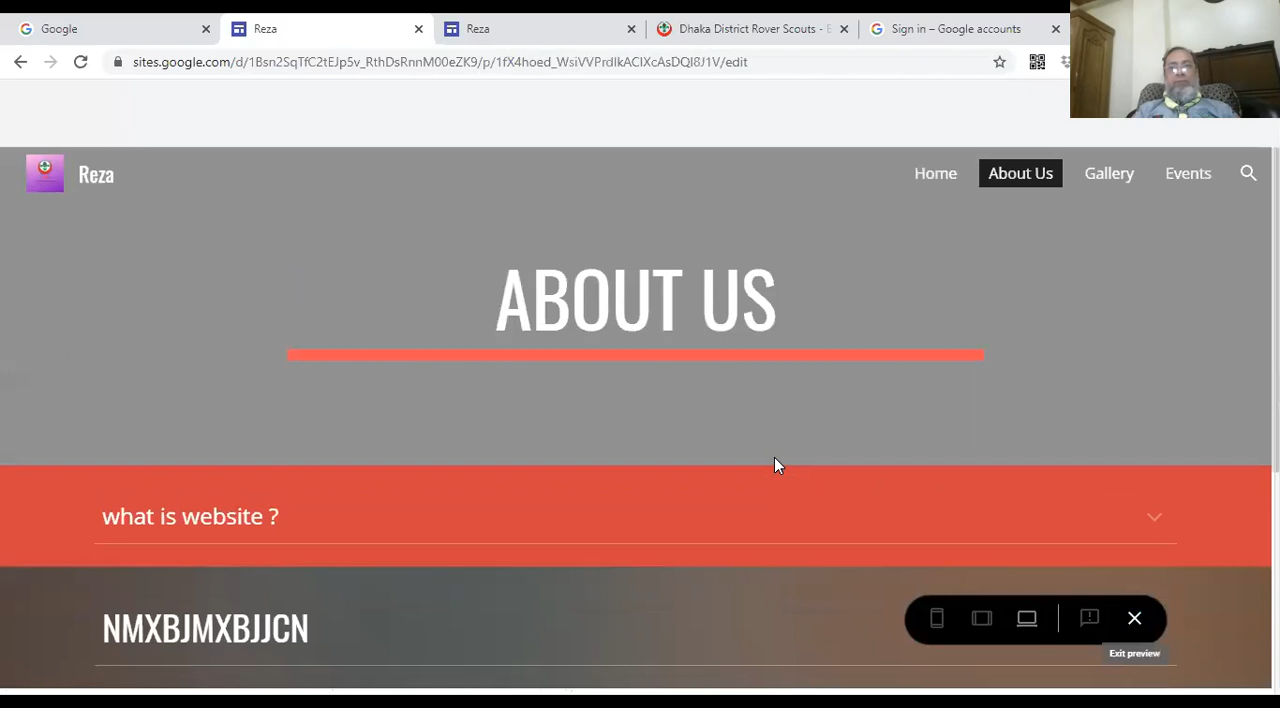 Google
Reza
Reza
Dhaka District Rover Scouts - E
Sign in – Google accounts
sites.google.com/d/1Bsn2SqTfC2tEJpSv_RthDsRnnM00eZK9/p/1fX4hoed_WsiVVPrdIkACIXcAsDQI8J1V/edit
Reza
Home
About Us
Gallery
Events
ABOUT US
what is website ?
NMXBJMXBJJCN
Exit preview